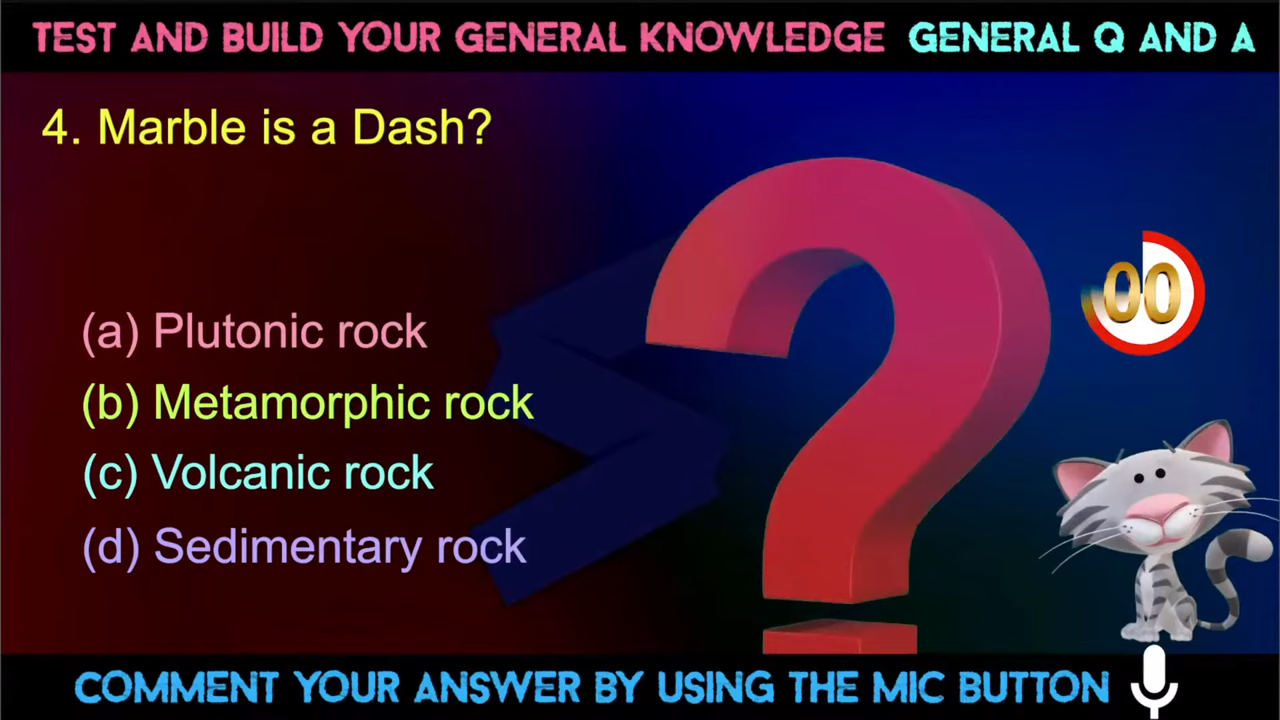 TEST AND BUILD YOUR GENERAL KNOWLEDGE GENERAL Q AND A
4. Marble is a Dash?
00
(a) Plutonic rock
(b) Metamorphic rock
(c) Volcanic rock
(d) Sedimentary rock
COMMENT YOUR ANSWER BY USING THE MIC BUTTON